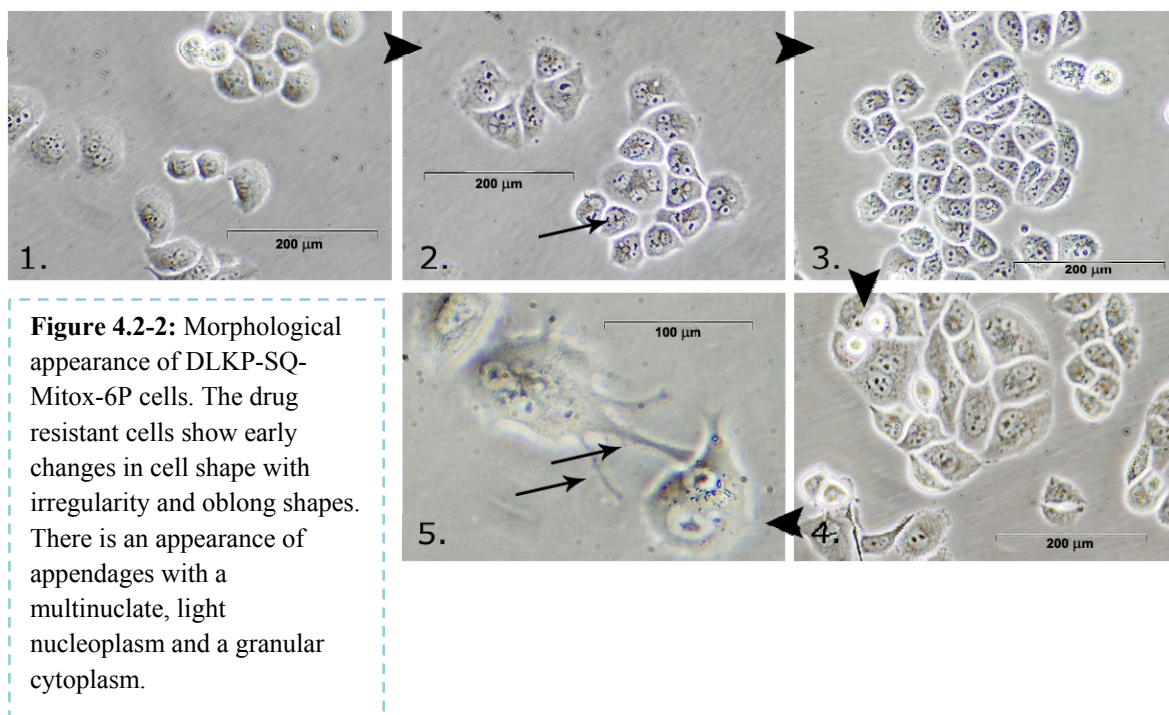 200 µm
1.
200 µm
2.
200 µm
3.
Figure 4.2-2: Morphological
appearance of DLKP-SQ-
Mitox-6P cells. The drug
resistant cells show early
changes in cell shape with
irregularity and oblong shapes.
There is an appearance of
appendages with a
multinuclate, light
nucleoplasm and a granular
cytoplasm.
100 µm
5.
200 µm
4.